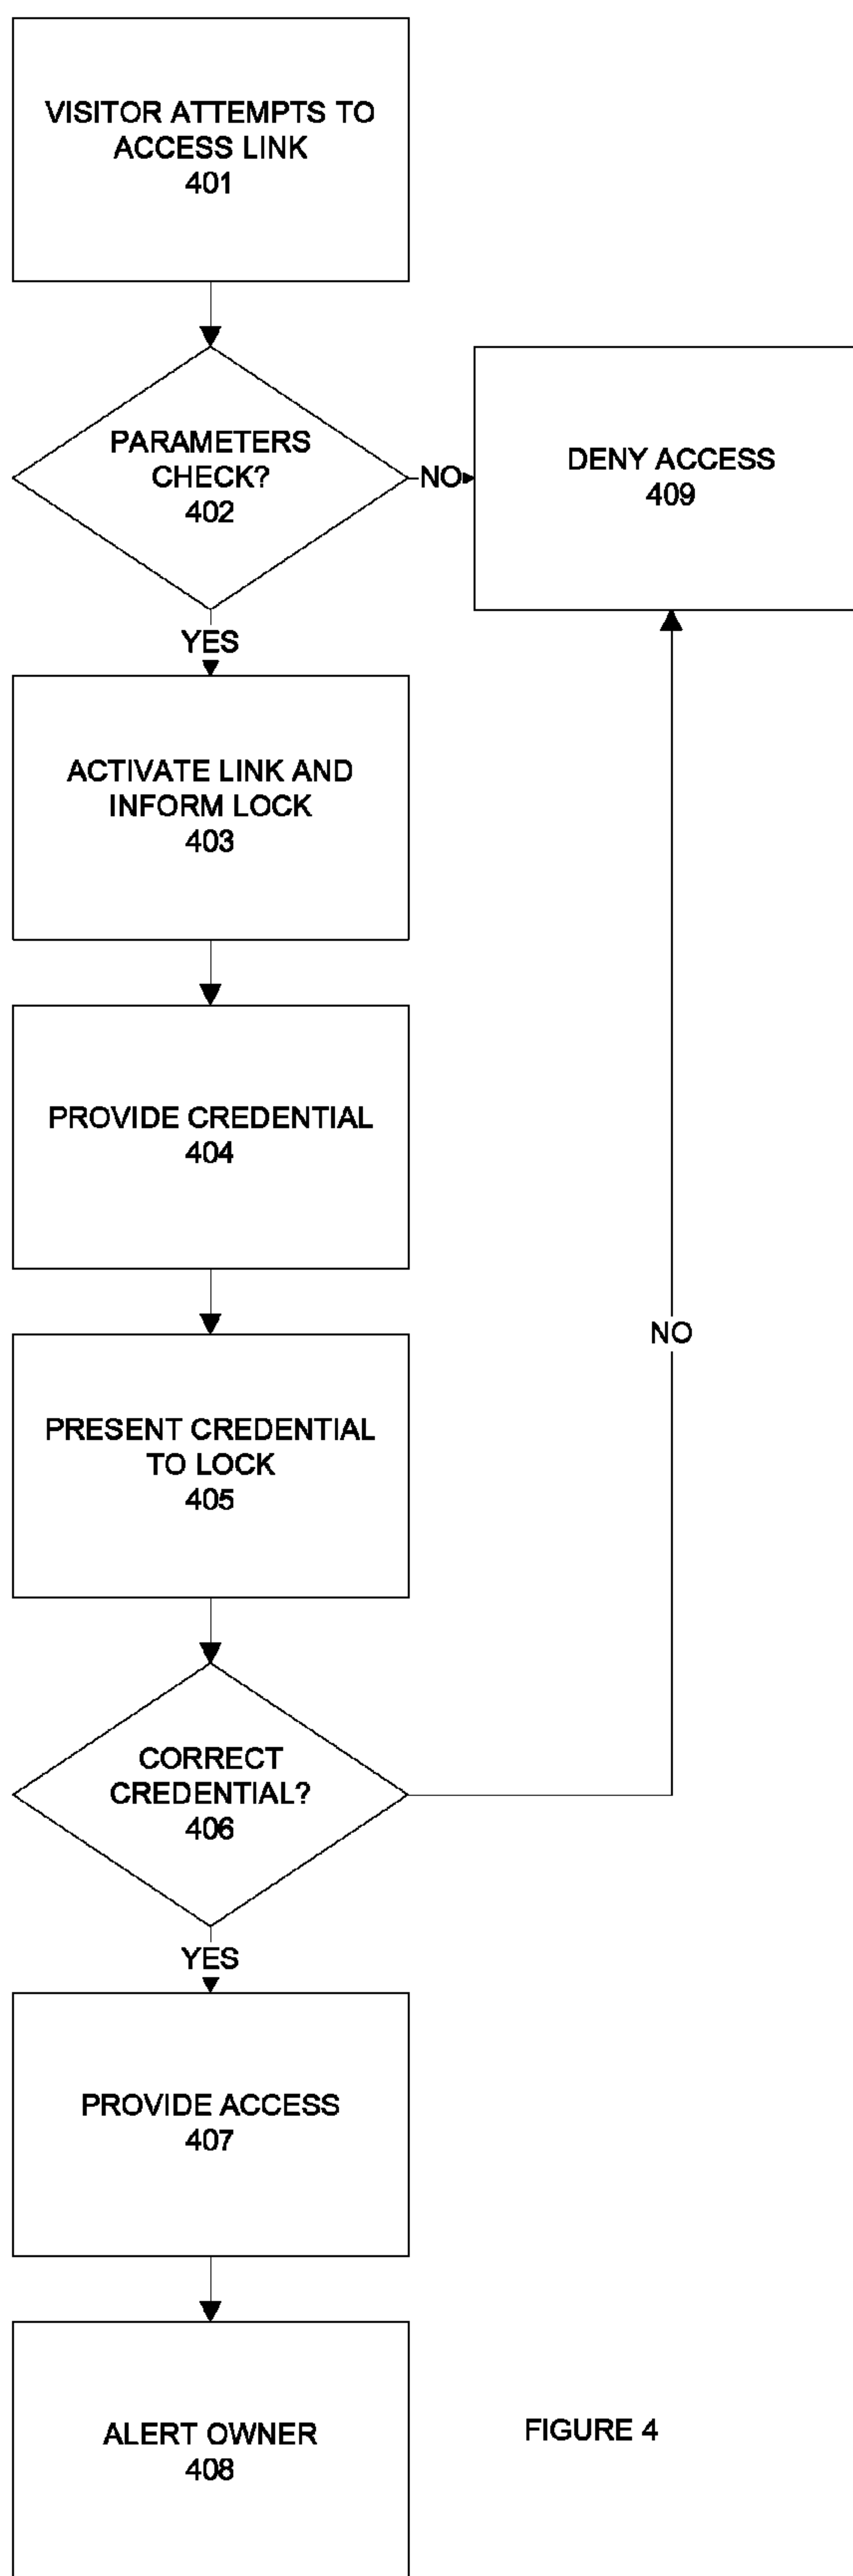 VISITOR ATTEMPTS TO
ACCESS LINK
401
PARAMETERS
CHECK?
402
NO
DENY ACCESS
409
YES
ACTIVATE LINK AND
INFORM LOCK
403
PROVIDE CREDENTIAL
404
NO
PRESENT CREDENTIAL
TO LOCK
405
CORRECT
CREDENTIAL?
406
YES
PROVIDE ACCESS
407
ALERT OWNER
408
FIGURE 4